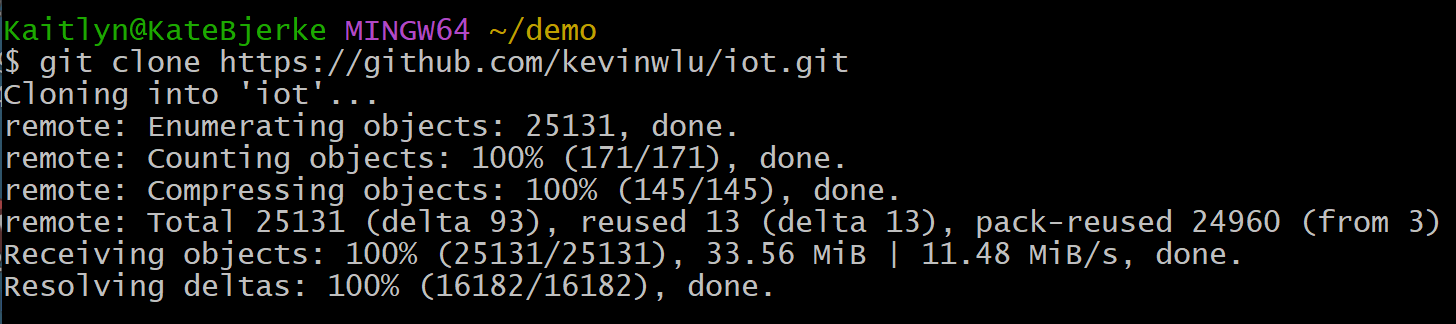 Kaitlyn@KateBjerke MINGW64 ~/demo
$ git clone https://github.com/kevinwlu/iot.git
Cloning into 'iot'...
remote: Enumerating objects: 25131, done.
remote: Counting objects: 100% (171/171), done.
remote: Compressing objects: 100% (145/145), done.
remote: Total 25131 (delta 93), reused 13 (delta 13), pack-reused 24960 (from 3)
Receiving objects: 100% (25131/25131), 33.56 MiB | 11.48 MiB/s, done.
Resolving deltas: 100% (16182/16182), done.